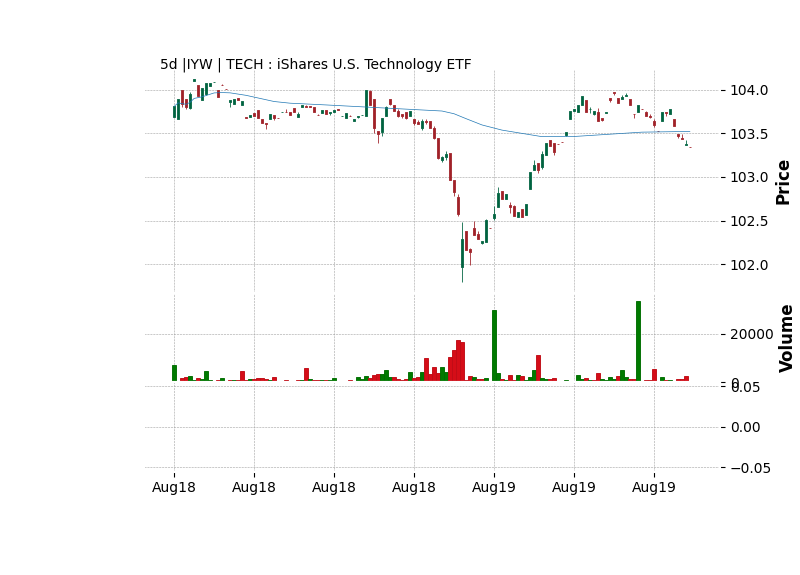 5d |IYW | TECH : iShares U.S. Technology ETF
104.0
103.5
103.0
102.5
102.0
Price
20000
0
Volume
0.05
0.00
−0.05
Aug18 Aug18 Aug18 Aug18 Aug19 Aug19 Aug19